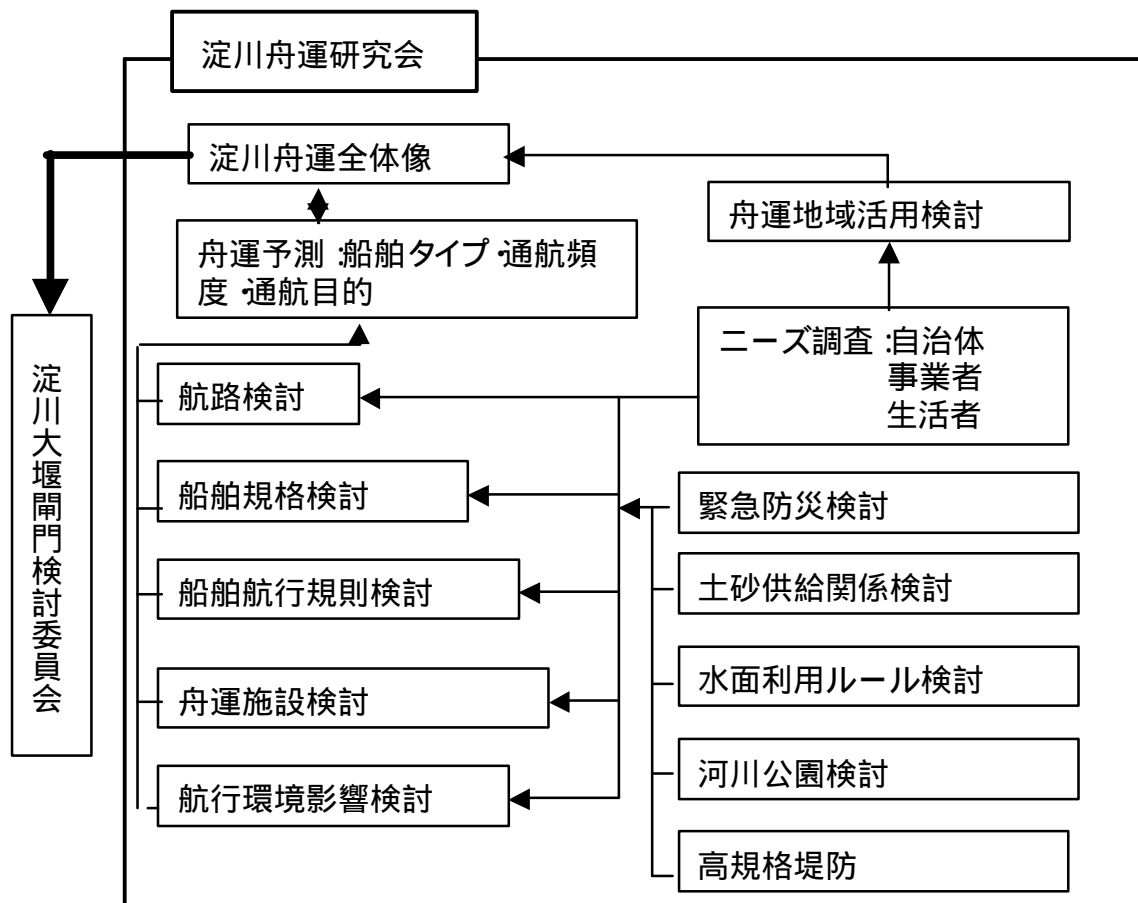 淀川舟運研究会
淀川舟運全体像
舟運地域活用検討
舟運予測:船舶タイプ・通航頻
度・通航目的
ニーズ調査:自治体
事業者
生活者
淀川大堰閘門検討委員会
航路検討
船舶規格検討
船舶航行規則検討
舟運施設検討
航行環境影響検討
緊急防災検討
土砂供給関係検討
水面利用ルール検討
河川公園検討
高規格堤防